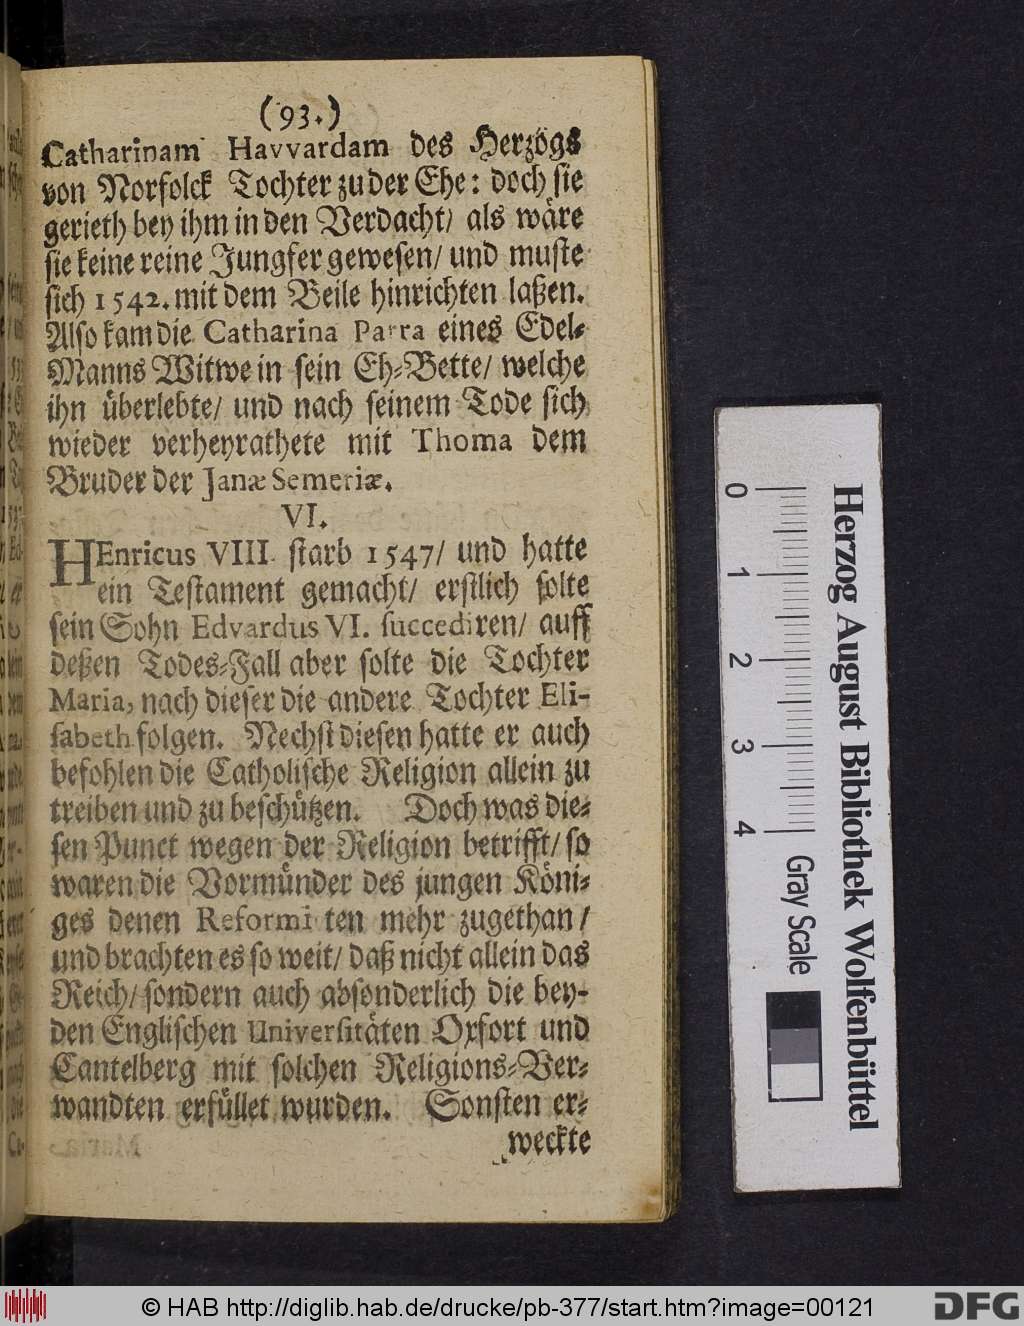 (93.)
Catharinam Havvardam des Herzogs
von Norfolck Tochter zu der Ehe: doch sie
gerieth bey ihm in den Verdacht/ als wäre
sie keine reine Jungfer gewesen/ und muste
sich 1542. mit dem Beile hinrichten laßen.
Also kam die Catharina Parra eines Edel-
Manns Witwe in sein Eh-Bette/ welche
ihn überlebte/ und nach seinem Tode sich
wieder verheyrathete mit Thoma dem
Bruder der Janæ Semeriæ.
VI.
HEnricus VIII. starb 1547/ und hatte
ein Testament gemacht/ erstlich solte
sein Sohn Edvardus VI. succediren/ auff
deßen Todes-Fall aber solte die Tochter
Maria, nach dieser die andere Tochter Eli-
sabeth folgen. Nechst diesen hatte er auch
befohlen die Catholische Religion allein zu
treiben und zu beschützen. Doch was die-
sen Punct wegen der Religion betrifft/ so
waren die Vormünder des jungen Köni-
ges denen Reformirten mehr zugethan/
und brachten es so weit/ daß nicht allein das
Reich/ sondern auch absonderlich die bey-
den Englischen Universitäten Oxfort und
Cantelberg mit solchen Religions-Ver-
wandten erfüllet wurden. Sonsten er-
weckte
0 1 2 3 4 Gray Scale
Herzog August Bibliothek Wolfenbüttel
© HAB http://diglib.hab.de/drucke/pb-377/start.htm?image=00121
DFG